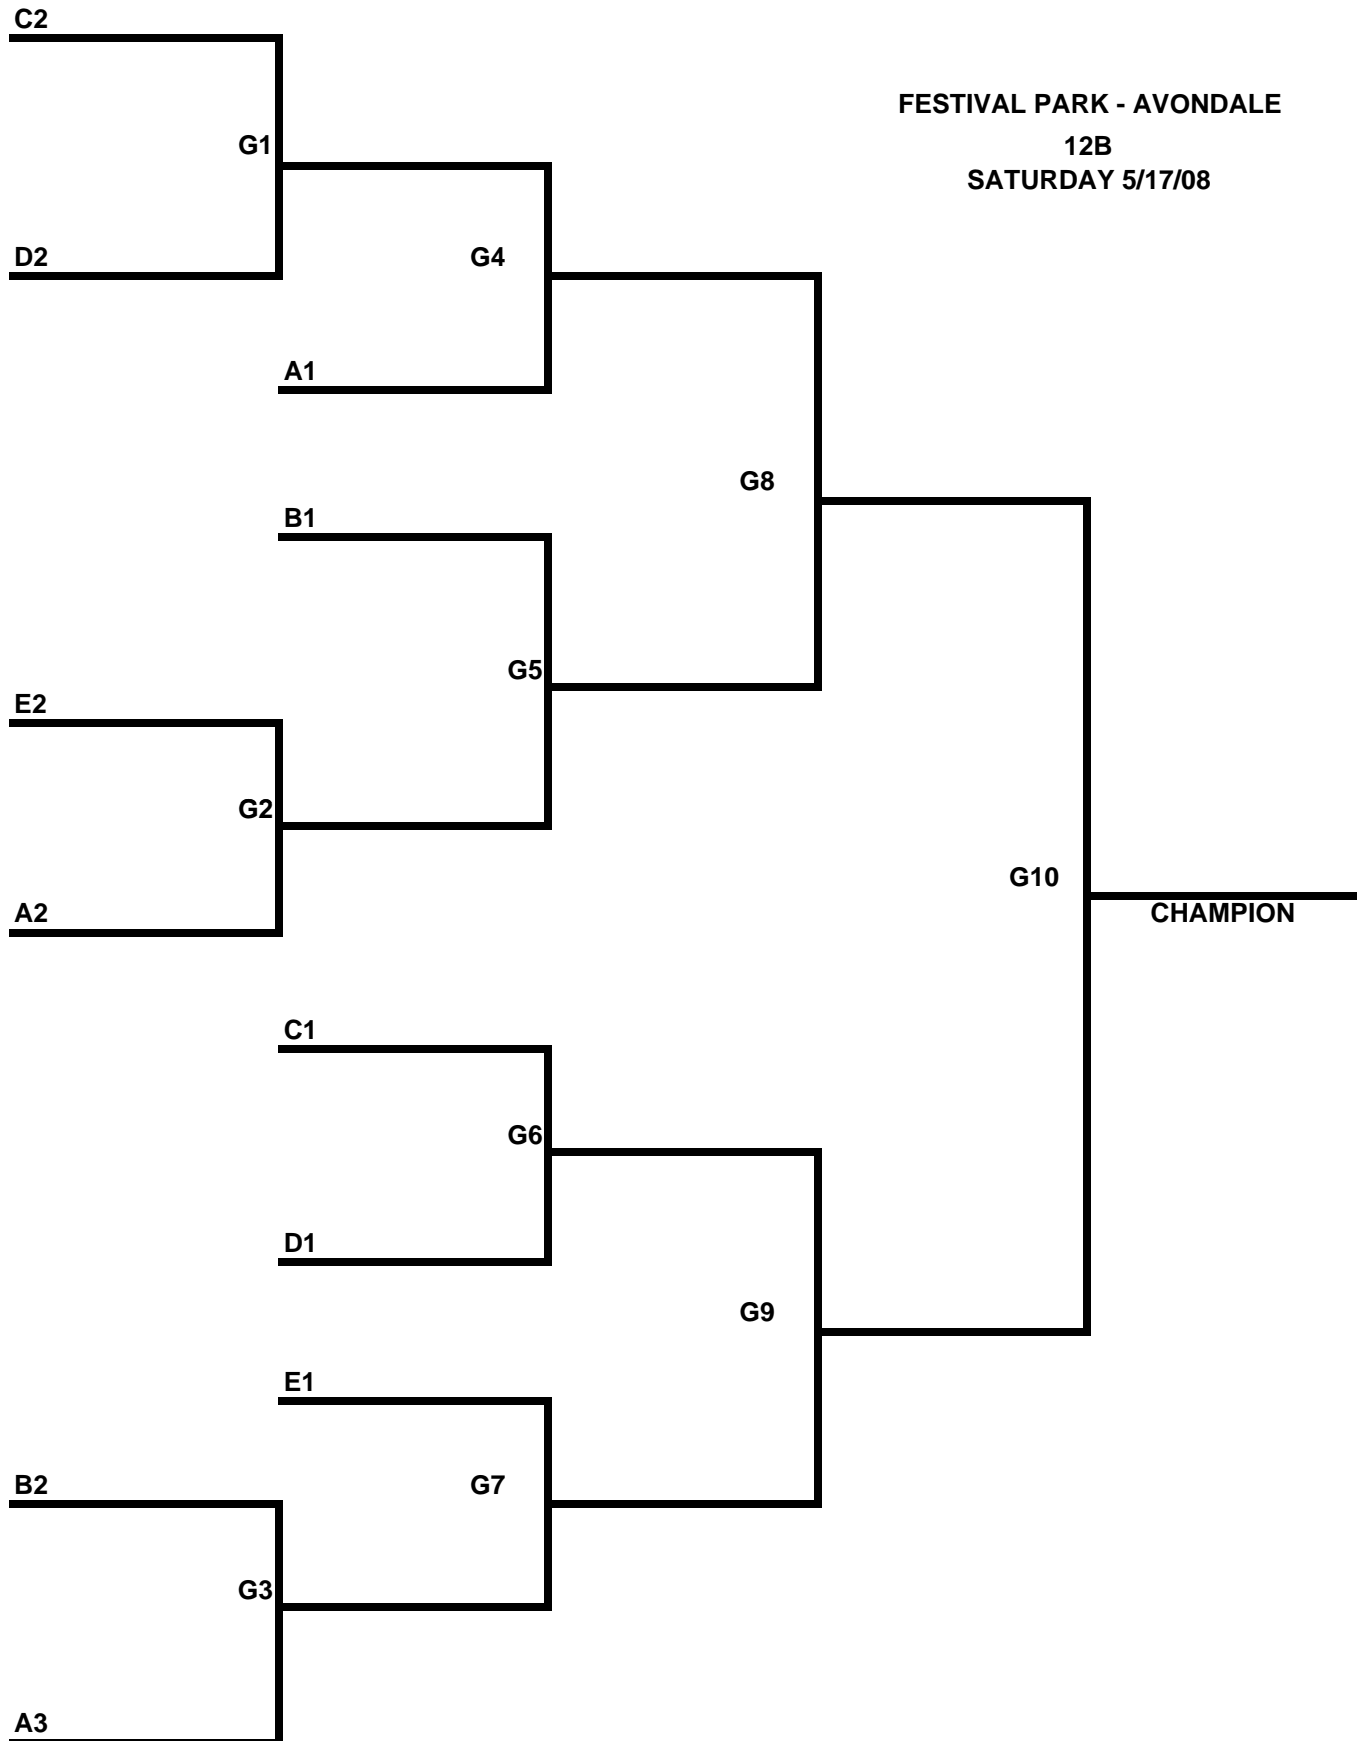 C2
FESTIVAL PARK - AVONDALE
12B
SATURDAY 5/17/08
G1
D2
G4
A1
G8
B1
G5
E2
G2
G10
A2
CHAMPION
C1
G6
D1
G9
E1
B2
G7
G3
A3